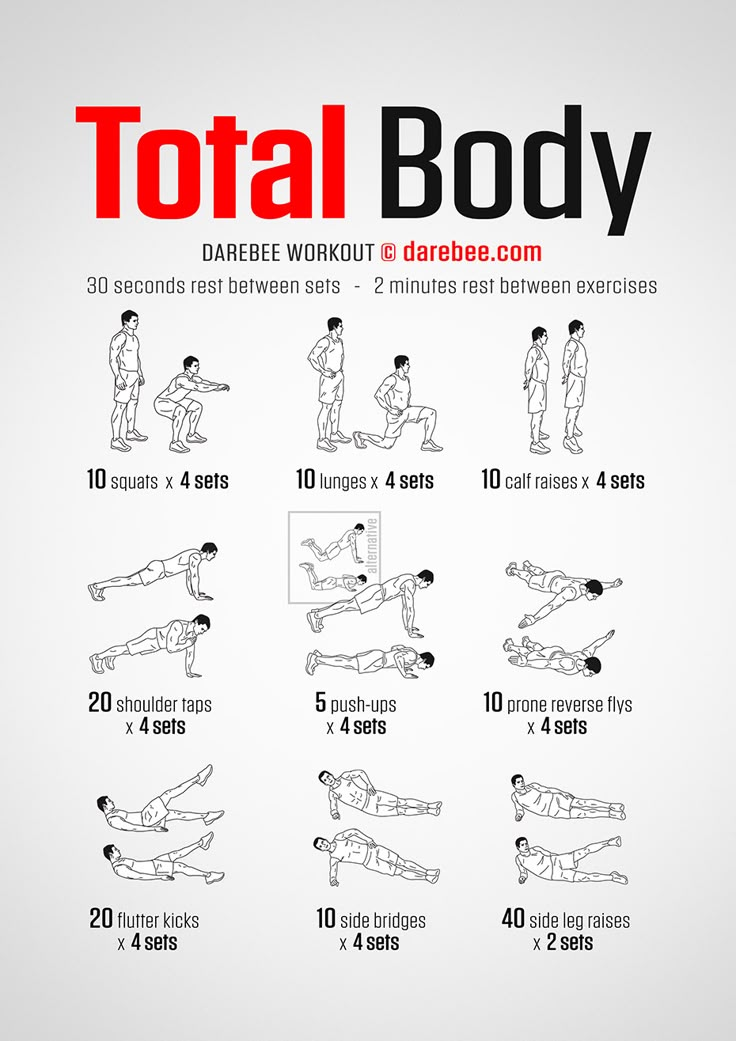 Total Body
DAREBEE WORKOUT © darebee.com
30 seconds rest between sets - 2 minutes rest between exercises
10 squats x 4 sets
10 lunges x 4 sets
10 calf raises x 4 sets
alternative
20 shoulder taps
x 4 sets
5 push-ups
x 4 sets
10 prone reverse flys
x 4 sets
20 flutter kicks
x 4 sets
10 side bridges
x 4 sets
40 side leg raises
x 2 sets